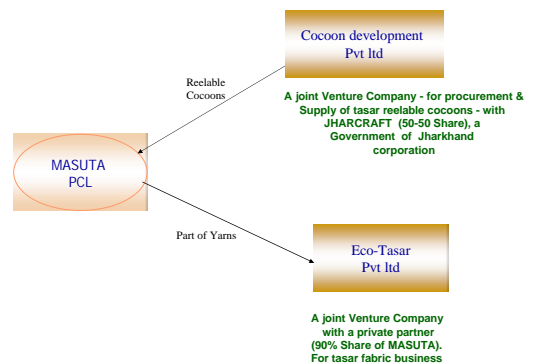 Cocoon development
Pvt ltd
Reelable
Cocoons
A joint Venture Company - for procurement &
Supply of tasar reelable cocoons - with
JHARCRAFT (50-50 Share), a
Government of Jharkhand
corporation
MASUTA
PCL
Part of Yarns
Eco-Tasar
Pvt ltd
A joint Venture Company
with a private partner
(90% Share of MASUTA).
For tasar fabric business